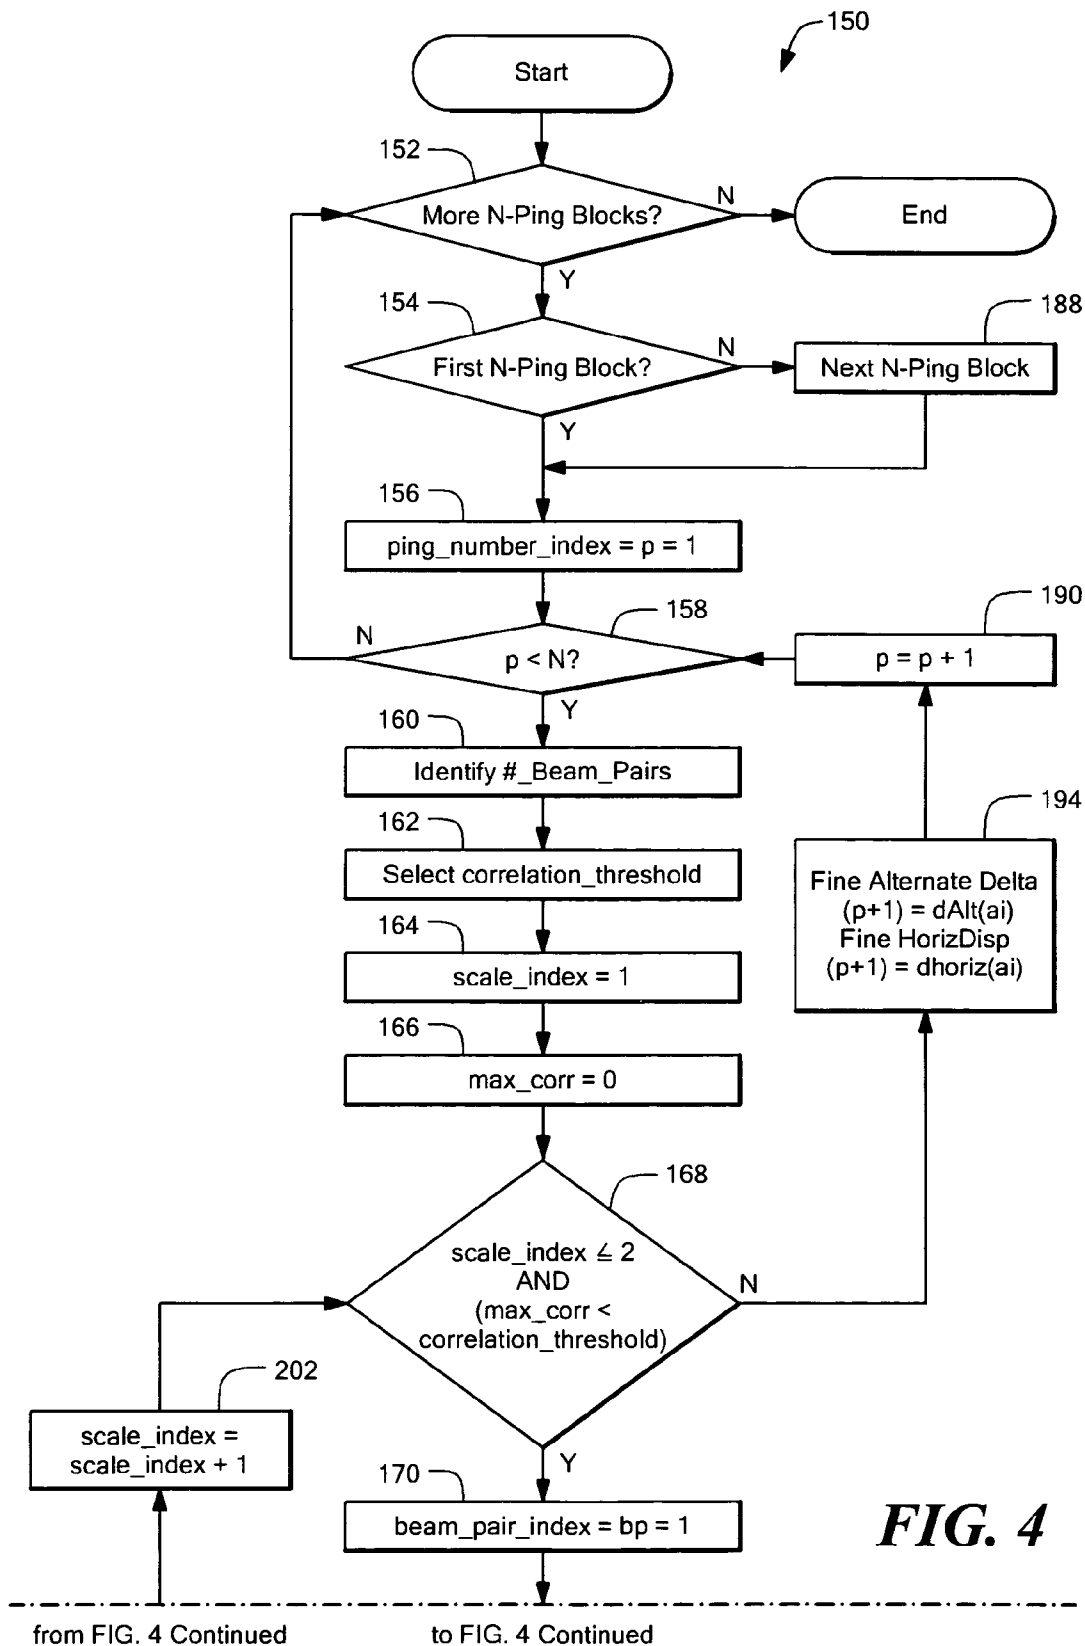 150
Start
152
More N-Ping Blocks?
N
End
Y
154
First N-Ping Block?
N
188
Next N-Ping Block
Y
156
ping_number_index = p = 1
158
N
p < N?
190
p = p + 1
Y
160
Identify #_Beam_Pairs
162
Select correlation_threshold
194
Fine Alternate Delta
(p+1) = dAlt(ai)
Fine HorizDisp
(p+1) = dhoriz(ai)
164
scale_index = 1
166
max_corr = 0
168
scale_index ≦ 2
AND
(max_corr <
correlation_threshold)
N
202
scale_index =
scale_index + 1
Y
170
beam_pair_index = bp = 1
FIG. 4
from FIG. 4 Continued
to FIG. 4 Continued